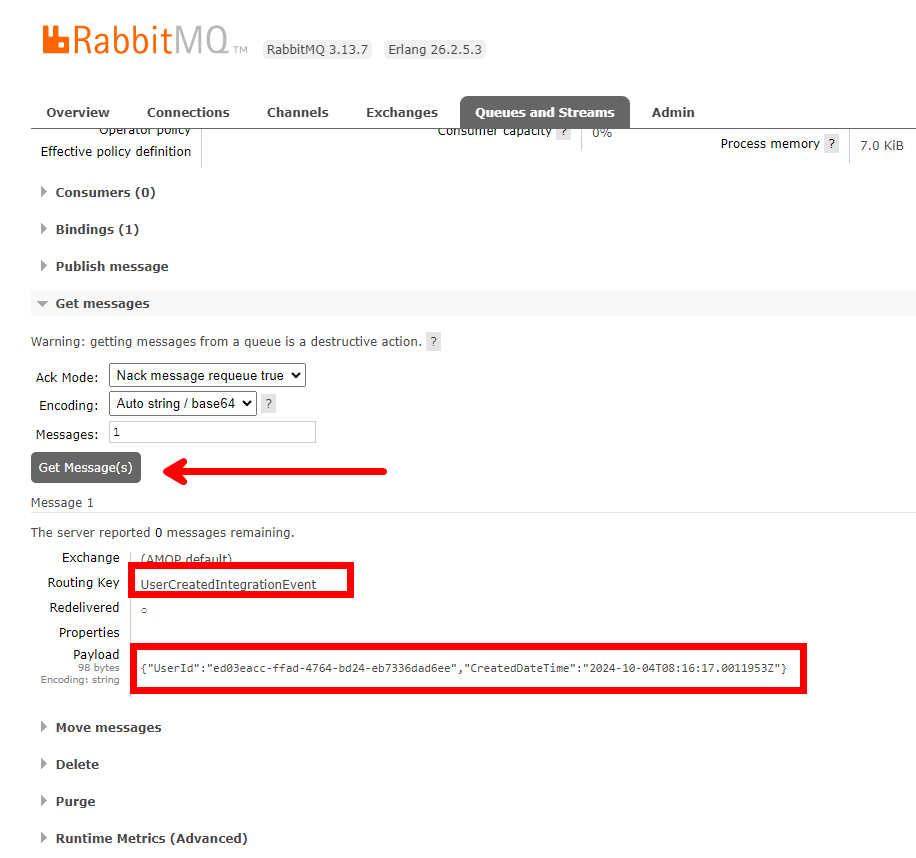 RabbitMQ TM RabbitMQ 3.13.7 Erlang 26.2.5.3
Overview Connections Channels Exchanges Queues and Streams Admin
Operator policy
Effective policy definition
Consumer capacity ? 0%
Process memory ? 7.0 KiB
Consumers (0)
Bindings (1)
Publish message
Get messages
Warning: getting messages from a queue is a destructive action. ?
Ack Mode: Nack message requeue true
Encoding: Auto string / base64 ?
Messages: 1
Get Message(s)
Message 1
The server reported 0 messages remaining.
Exchange (AMQP default)
Routing Key UserCreatedIntegrationEvent
Redelivered ○
Properties
Payload
98 bytes
Encoding: string
{"UserId":"ed03eacc-ffad-4764-bd24-eb7336dad6ee","CreatedDateTime":"2024-10-04T08:16:17.0011953Z"}
Move messages
Delete
Purge
Runtime Metrics (Advanced)